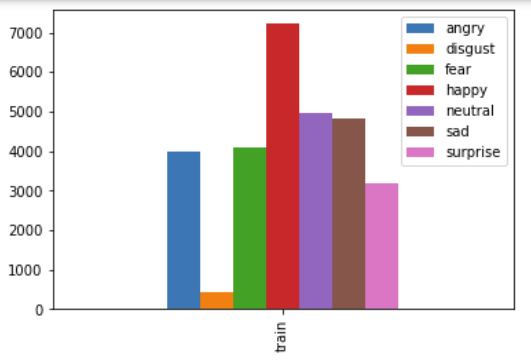 7000
6000
5000
4000
3000
2000
1000
0
angry
disgust
fear
happy
neutral
sad
surprise
train